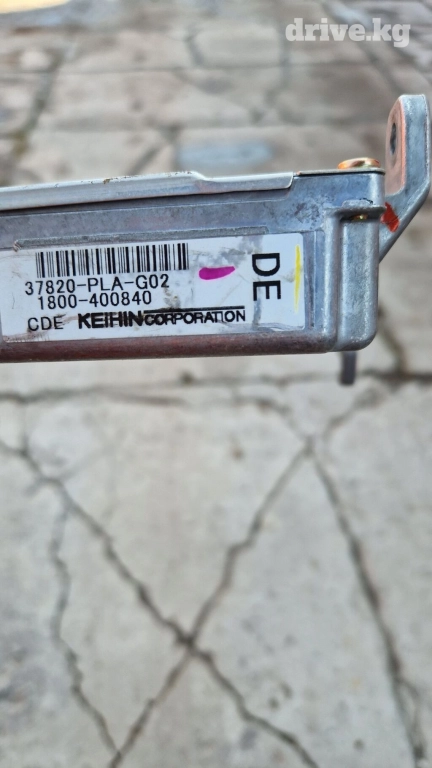 drive.kg
37820-PLA-G02
1800-400840
CDE KEIHIN CORPORATION
DE